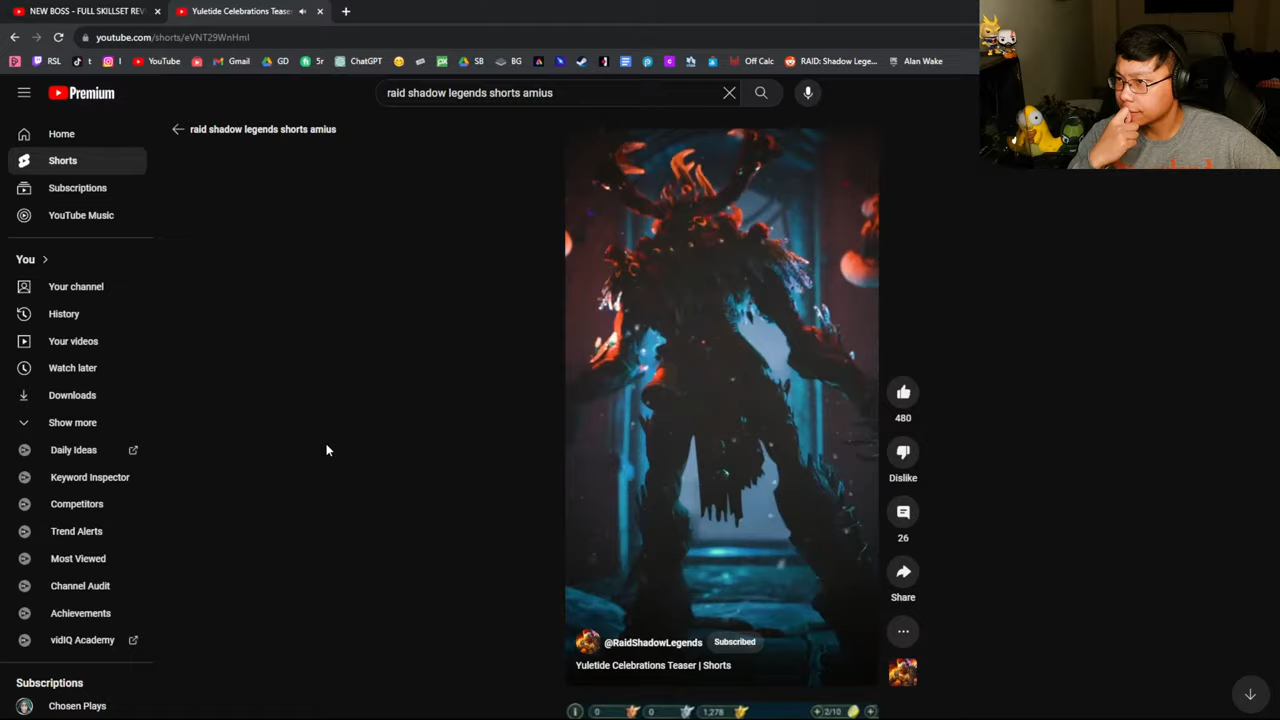 NEW BOSS - FULL SKILLSET REV
Yuletide Celebrations Tease
youtube.com/shorts/eVNT29WnHmI
RSL
t
I
YouTube
Gmail
GD
5r
ChatGPT
SB
BG
Off Calc
RAID: Shadow Lege...
Alan Wake
Premium
raid shadow legends shorts amius
raid shadow legends shorts amius
Home
Shorts
Subscriptions
YouTube Music
You
Your channel
History
Your videos
Watch later
Downloads
Show more
Daily Ideas
Keyword Inspector
Competitors
Trend Alerts
Most Viewed
Channel Audit
Achievements
vidIQ Academy
Subscriptions
Chosen Plays
480
Dislike
26
Share
@RaidShadowLegends
Subscribed
Yuletide Celebrations Teaser | Shorts
0
0
1,278
2/10